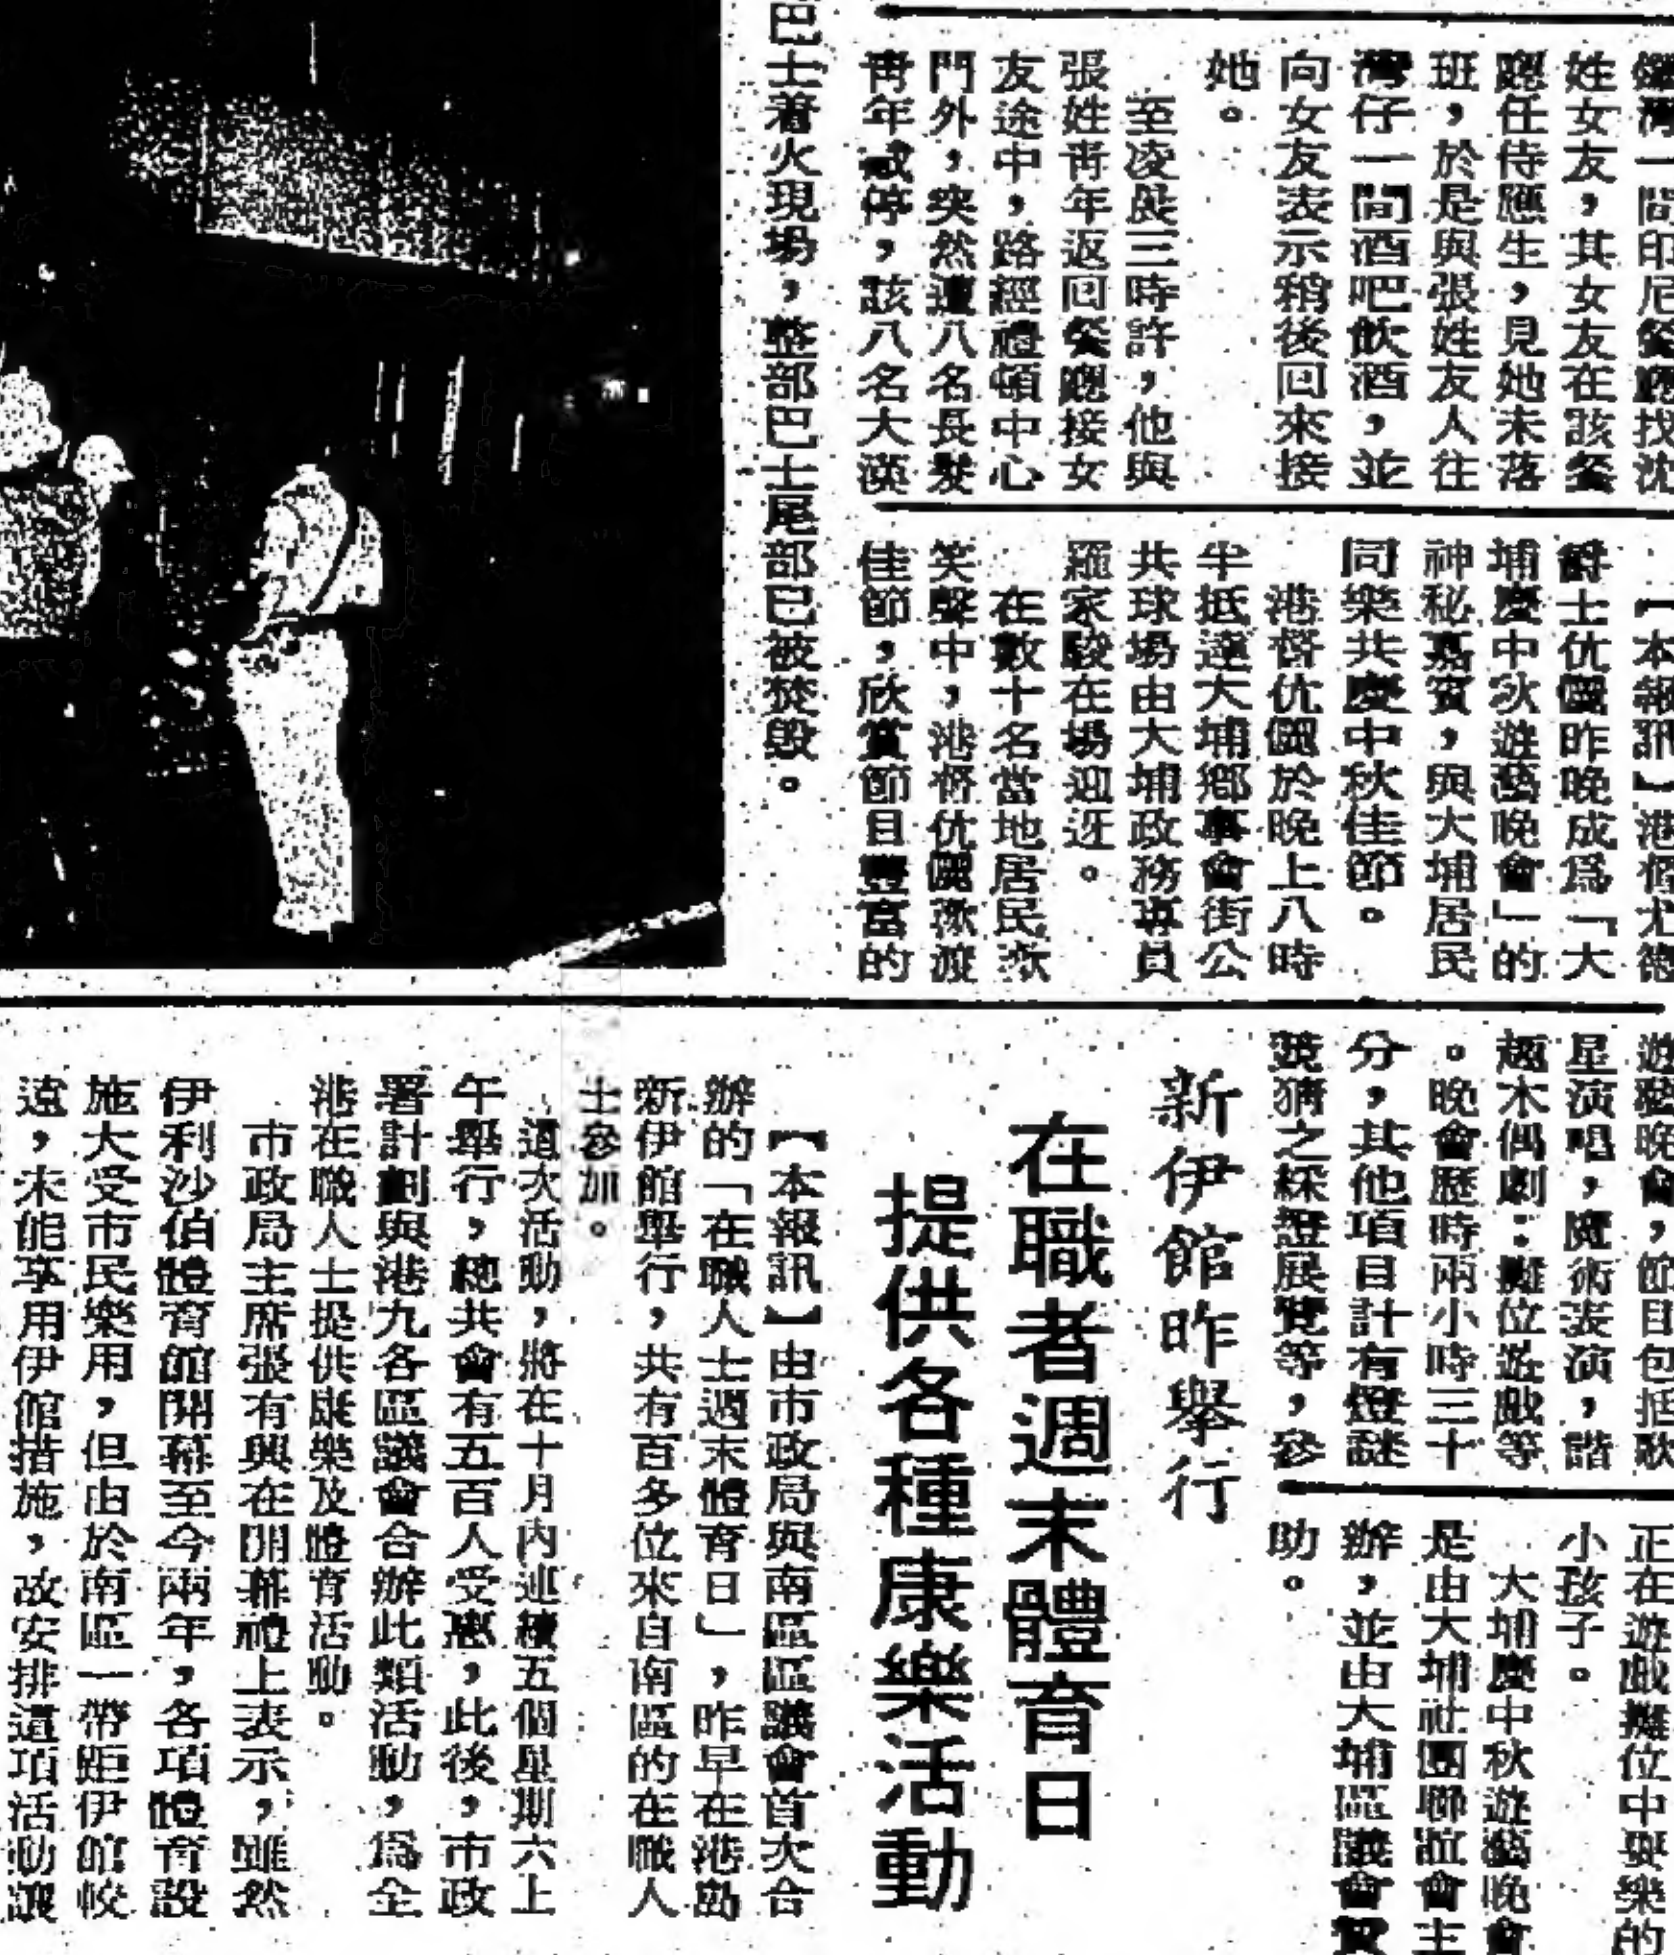 灣一間印尼餐廳找沈
姓女友，其女友在該餐
廳任侍應生，見她未落
班，於是與張姓友人往
灣仔一間酒吧飲酒，並
向女友表示稍後回來接
她。
至凌晨三時許，他與
張姓靑年返回餐廳接女
友途中，路經禮頓中心
門外，突然遭八名長髮
靑年截停，該八名大漢
巴士着火現場，整部巴士尾部已被焚毀。
【本報訊】港督尤德
爵士伉儷昨晚成爲「大
埔慶中秋遊藝晚會」的
神秘嘉賓，與大埔居民
同樂共慶中秋佳節。
港督伉儷於晚上八時
半抵達大埔鄉事會街公
共球場由大埔政務專員
羅家駿在場迎迓。
在數十名當地居民歡
笑聲中，港督伉儷歡渡
佳節，欣賞節目豐富的
遊藝晚會，節目包括歌
星演唱，魔術表演，諧
趣木偶劇；攤位遊戲等
。晚會歷時兩小時三十
分，其他項目計有燈謎
競猜之綵燈展覽等，參
正在遊戲攤位中與樂的
小孩子。
大埔慶中秋遊藝晚會
是由大埔社團聯誼會主
辦，並由大埔區議會贊
助。
新伊館昨舉行
在職者週末體育日
提供各種康樂活動
【本報訊】由市政局與南區區議會首次合
辦的「在職人士週末體育日」，昨早在港島
新伊館舉行，共有百多位來自南區的在職人
士參加。
這次活動，將在十月內連續五個星期六上
午舉行，總共會有五百人受惠，此後，市政
署計劃與港九各區議會合辦此類活動，爲全
港在職人士提供康樂及體育活動。
市政局主席張有興在開幕禮上表示，雖然
伊利沙伯體育館開幕至今兩年，各項體育設
施大受市民樂用，但由於南區一帶距伊館較
遠，未能享用伊館措施，故安排這項活動讓